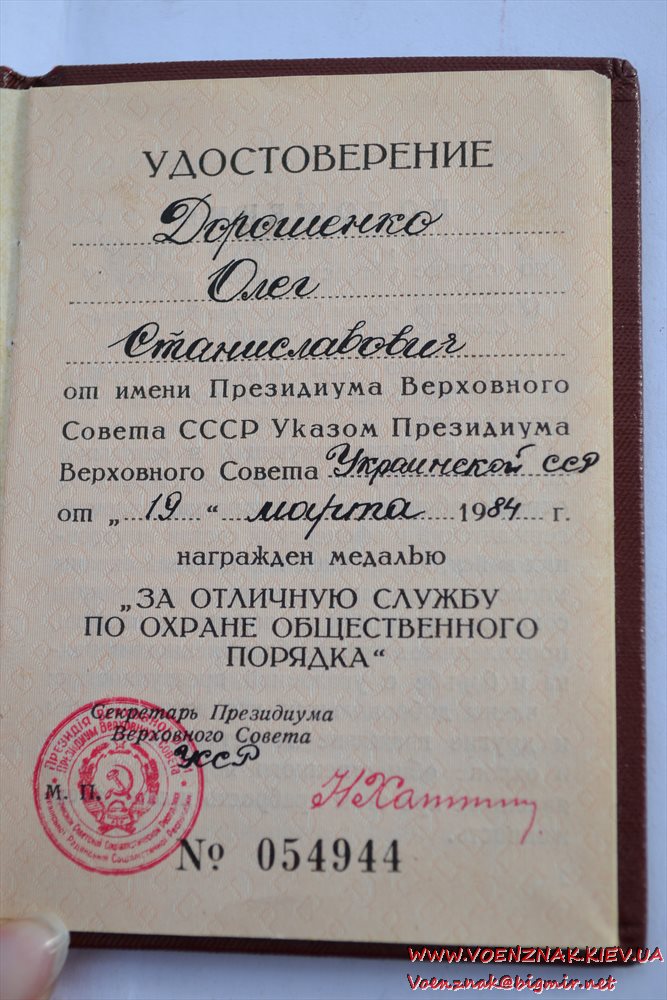 УДОСТОВЕРЕНИЕ
Дорошенко
Олег
Станиславович
от имени Президиума Верховного
Совета СССР Указом Президиума
Верховного Совета Украинской ССР
от „ 19 “ марта 1984 г.
награжден медалью
„ЗА ОТЛИЧНУЮ СЛУЖБУ
ПО ОХРАНЕ ОБЩЕСТВЕННОГО
ПОРЯДКА“
Секретарь Президиума
Верховного Совета
УССР
М. П.
№ 054944
WWW.VOENZNAK.KIEV.UA
Voenznak@bigmir.net